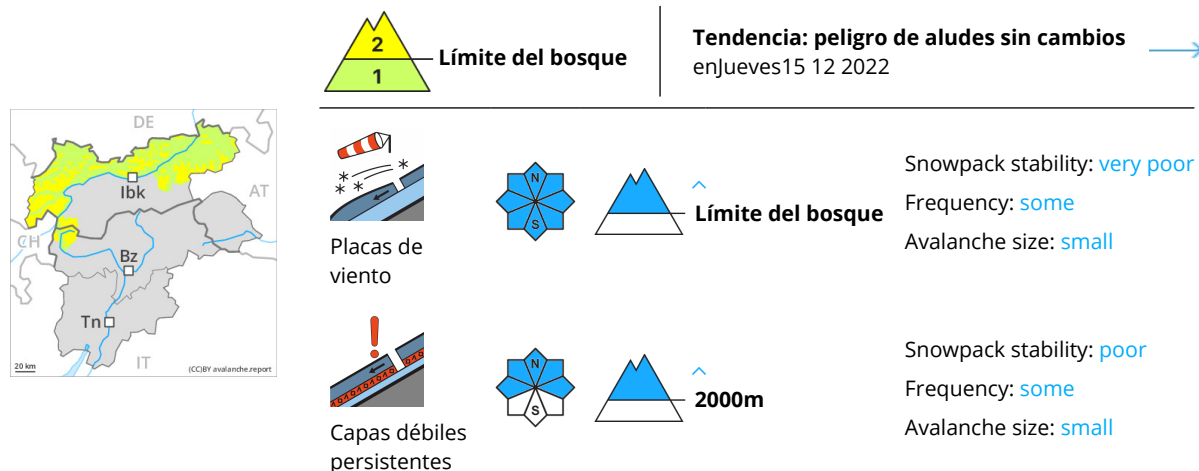 2
1
Límite del bosque
Tendencia: peligro de aludes sin cambios
enJueves15 12 2022
DE
AT
CH
IT
Ibk
Bz
Tn
20 km
(CC)BY avalanche.report
Placas de
viento
N
S
Límite del bosque
Snowpack stability: very poor
Frequency: some
Avalanche size: small
Capas débiles
persistentes
N
S
2000m
Snowpack stability: poor
Frequency: some
Avalanche size: small